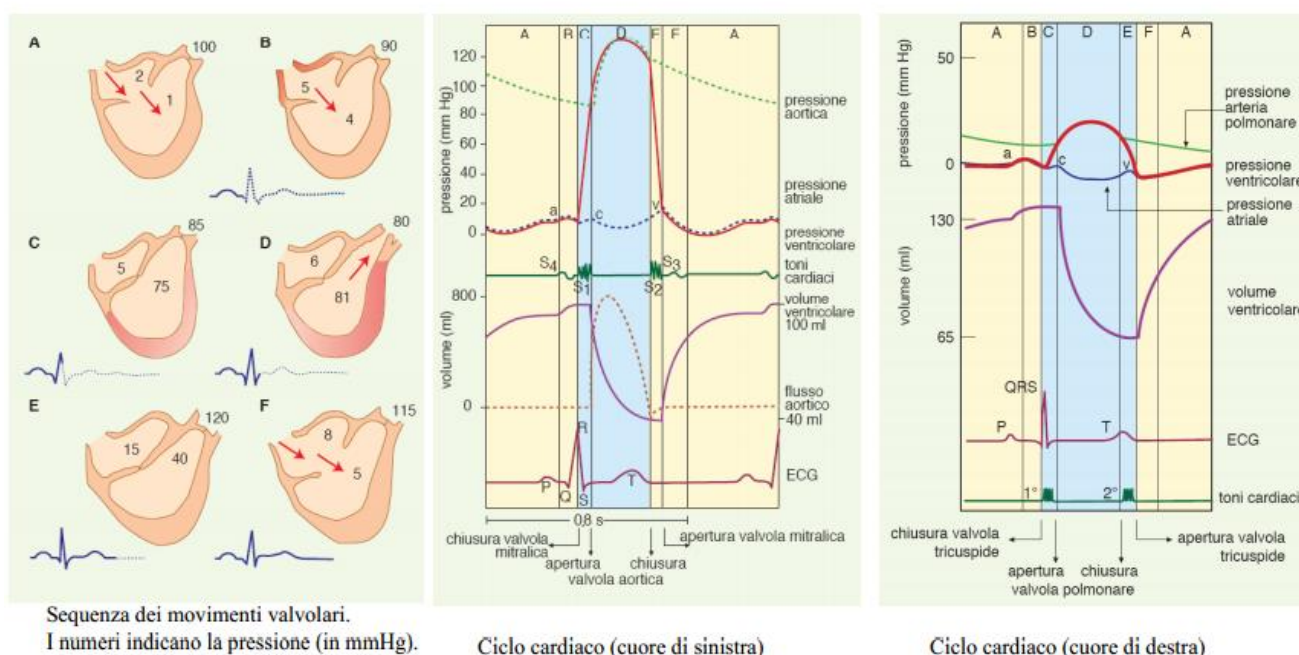 A
100
2
1
B
90
5
4
C
85
5
75
D
80
6
81
E
120
15
40
F
115
8
5
Sequenza dei movimenti valvolari.
I numeri indicano la pressione (in mmHg).
A B C D E F A
pressione (mm Hg)
120
100
80
60
40
20
0
a
c
v
pressione
aortica
pressione
atriale
pressione
ventricolare
S4
S1
S2
S3
toni
cardiaci
volume (ml)
800
0
volume
ventricolare
100 ml
flusso
aortico
40 ml
R
P
Q
S
T
ECG
0,8 s
chiusura valvola
mitralica
apertura
valvola aortica
chiusura
apertura valvola mitralica
Ciclo cardiaco (cuore di sinistra)
A B C D E F A
pressione (mm Hg)
50
0
a
c
v
pressione
arteria
polmonare
pressione
ventricolare
pressione
atriale
volume (ml)
130
65
volume
ventricolare
QRS
P
T
ECG
1°
2°
toni cardiaci
chiusura valvola
tricuspide
apertura
valvola polmonare
chiusura
apertura valvola
tricuspide
Ciclo cardiaco (cuore di destra)